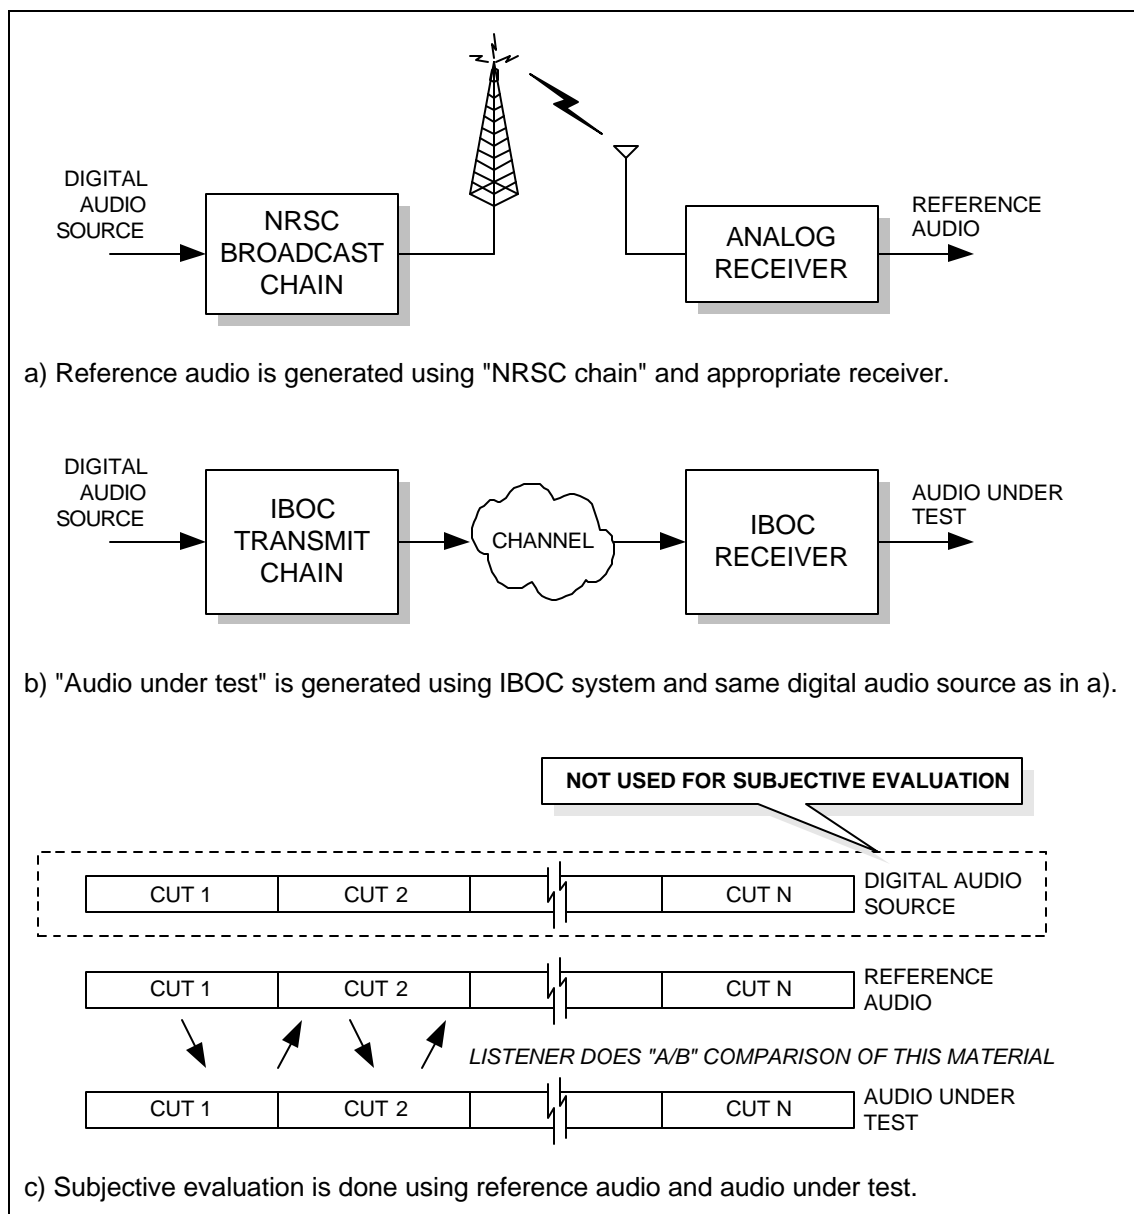 DIGITAL
AUDIO
SOURCE
NRSC
BROADCAST
CHAIN
ANALOG
RECEIVER
REFERENCE
AUDIO
a) Reference audio is generated using "NRSC chain" and appropriate receiver.
DIGITAL
AUDIO
SOURCE
IBOC
TRANSMIT
CHAIN
CHANNEL
IBOC
RECEIVER
AUDIO UNDER
TEST
b) "Audio under test" is generated using IBOC system and same digital audio source as in a).
NOT USED FOR SUBJECTIVE EVALUATION
CUT 1
CUT 2
CUT N
DIGITAL AUDIO
SOURCE
CUT 1
CUT 2
CUT N
REFERENCE
AUDIO
LISTENER DOES "A/B" COMPARISON OF THIS MATERIAL
CUT 1
CUT 2
CUT N
AUDIO UNDER
TEST
c) Subjective evaluation is done using reference audio and audio under test.